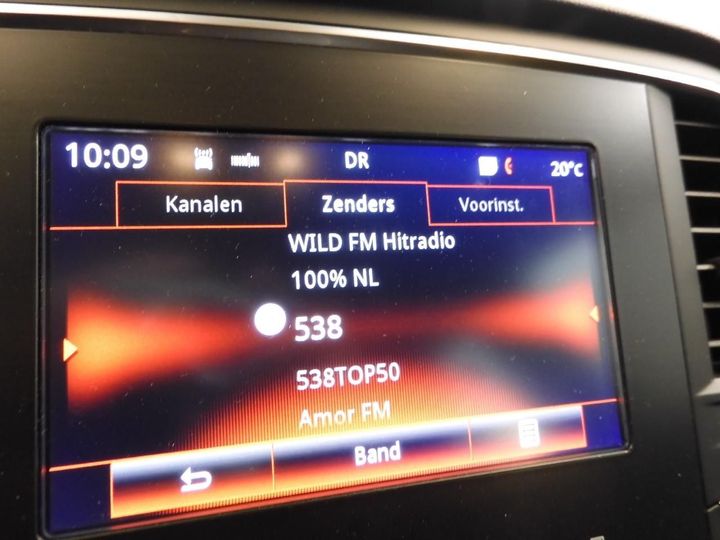 10:09 DR 20°C
Kanalen Zenders Voorinst.
WILD FM Hitradio
100% NL
538
538TOP50
Amor FM
Band